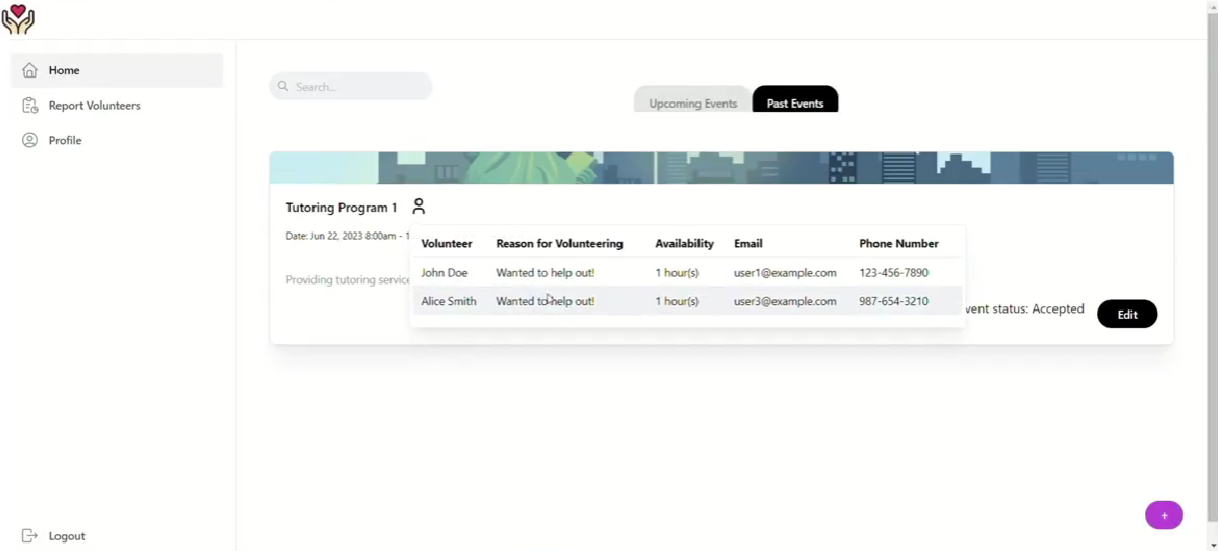 Home
Report Volunteers
Profile
Logout
Search...
Upcoming Events
Past Events
Tutoring Program 1
Date: Jun 22, 2023 8:00am - 1
Providing tutoring service
Volunteer Reason for Volunteering Availability Email Phone Number
John Doe Wanted to help out! 1 hour(s) user1@example.com 123-456-7890
Alice Smith Wanted to help out! 1 hour(s) user3@example.com 987-654-3210
vent status: Accepted
Edit
+